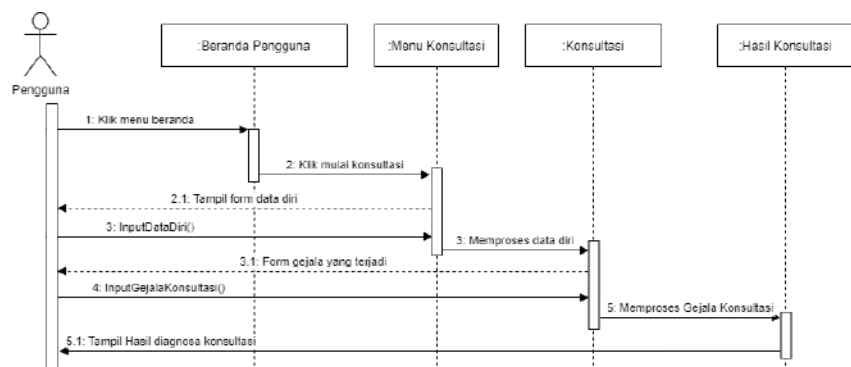 :Beranda Pengguna
:Menu Konsultasi
:Konsultasi
:Hasil Konsultasi
Pengguna
1: Klik menu beranda
2: Klik mulai konsultasi
2.1: Tampil form data diri
3: InputDataDiri()
3: Memproses data diri
3.1: Form gejala yang terjadi
4: InputGejalaKonsultasi()
5: Memproses Gejala Konsultasi
5.1: Tampil Hasil diagnosa konsultasi